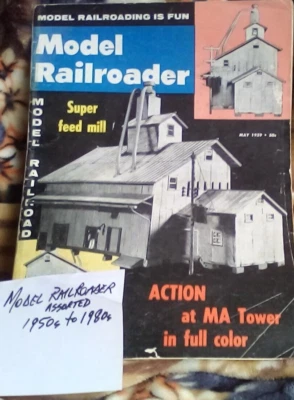 MODEL RAILROADING IS FUN
Model
Railroader
Super
feed mill
MAY 1959 • 50c
MODEL RAILROAD
ACTION
at MA Tower
in full color
MODEL RAILROADER
ASSORTED
1950s to 1980s